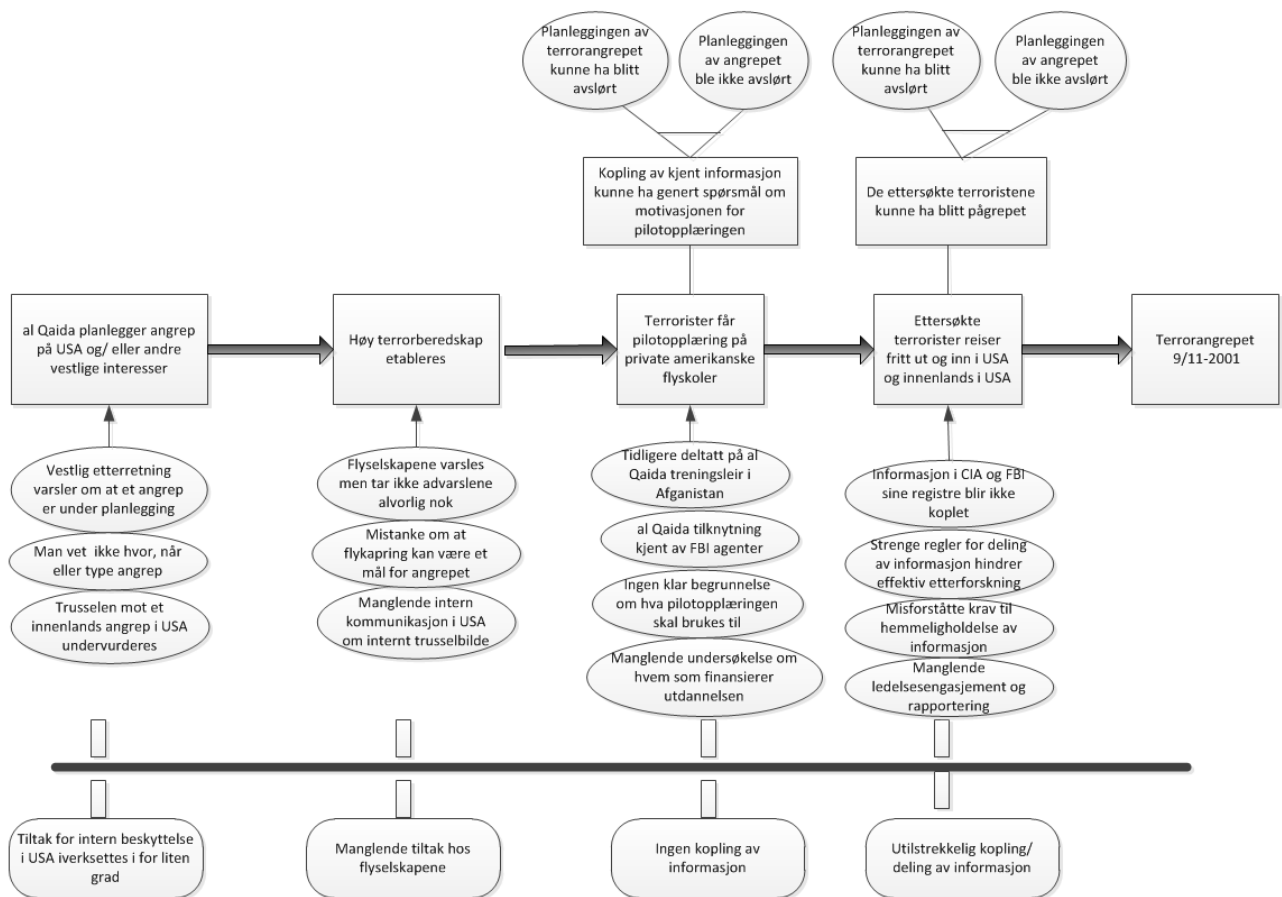 Planleggingen av
terrorangrepet
kunne ha blitt
avslørt
Planleggingen
av angrepet
ble ikke avslørt
Planleggingen av
terrorangrepet
kunne ha blitt
avslørt
Planleggingen
av angrepet
ble ikke avslørt
Kopling av kjent informasjon
kunne ha genert spørsmål om
motivasjonen for
pilotopplæringen
De ettersøkte terroristene
kunne ha blitt pågrepet
al Qaida planlegger angrep
på USA og/ eller andre
vestlige interesser
Høy terrorberedskap
etableres
Terrorister får
pilotopplæring på
private amerikanske
flyskoler
Ettersøkte
terrorister reiser
fritt ut og inn i USA
og innenlands i USA
Terrorangrepet
9/11-2001
Vestlig etterretning
varsler om at et angrep
er under planlegging
Man vet ikke hvor, når
eller type angrep
Trusselen mot et
innenlands angrep i USA
undervurderes
Flyselskapene varsles
men tar ikke advarslene
alvorlig nok
Mistanke om at
flykapring kan være et
mål for angrepet
Manglende intern
kommunikasjon i USA
om internt trusselbilde
Tidligere deltatt på al
Qaida treningsleir i
Afganistan
al Qaida tilknytning
kjent av FBI agenter
Ingen klar begrunnelse
om hva pilotopplæringen
skal brukes til
Manglende undersøkelse om
hvem som finansierer
utdannelsen
Informasjon i CIA og FBI
sine registre blir ikke
koplet
Strenge regler for deling
av informasjon hindrer
effektiv etterforskning
Misforståtte krav til
hemmeligholdelse av
informasjon
Manglende
ledelsesengasjement og
rapportering
Tiltak for intern beskyttelse
i USA iverksettes i for liten
grad
Manglende tiltak hos
flyselskapene
Ingen kopling av
informasjon
Utilstrekkelig kopling/
deling av informasjon